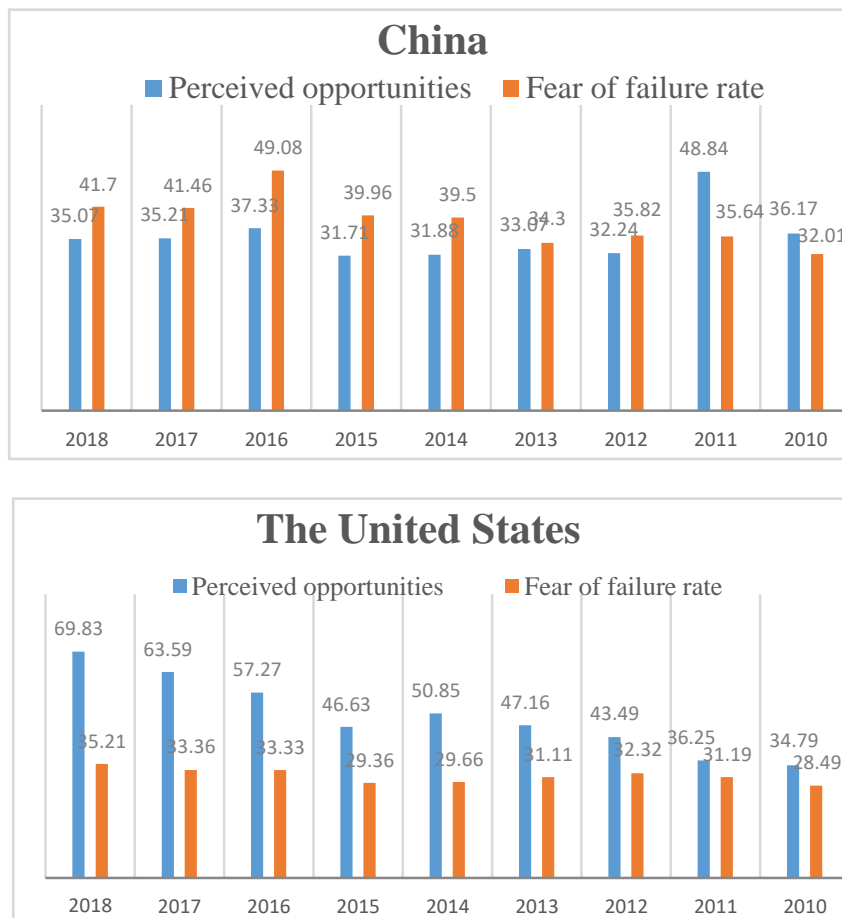 China
Perceived opportunities Fear of failure rate
35.07 41.7 35.21 41.46 37.33 49.08 31.71 39.96 31.88 39.5 33.07 34.3 32.24 35.82 48.84 35.64 36.17 32.01
2018 2017 2016 2015 2014 2013 2012 2011 2010
The United States
Perceived opportunities Fear of failure rate
69.83 35.21 63.59 33.36 57.27 33.33 46.63 29.36 50.85 29.66 47.16 31.11 43.49 32.32 36.25 31.19 34.79 28.49
2018 2017 2016 2015 2014 2013 2012 2011 2010